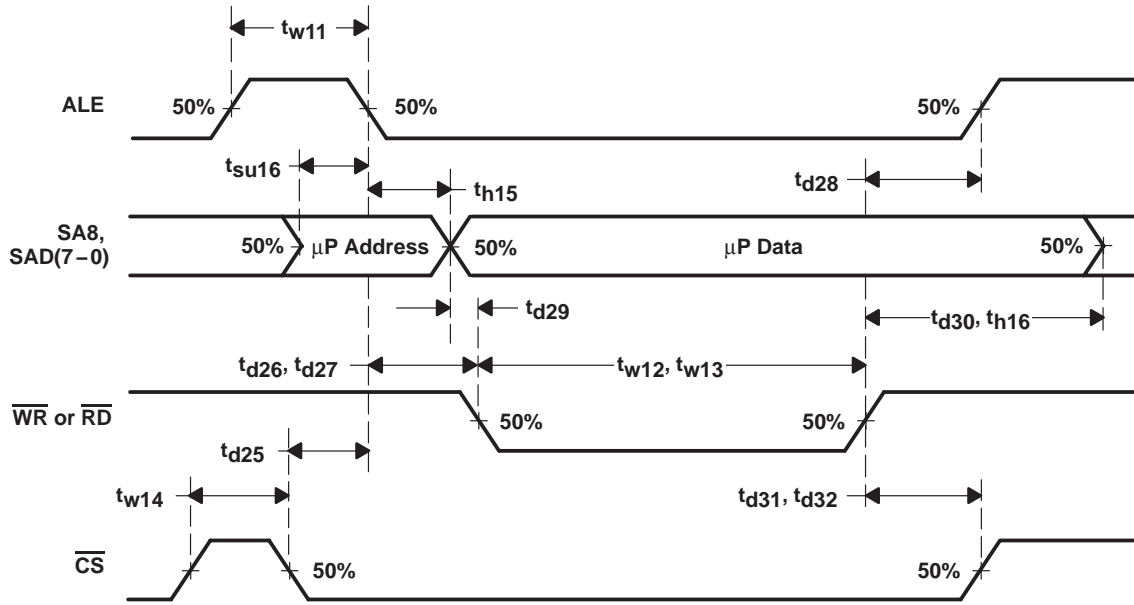 tw11
ALE
50%
50%
50%
tsu16
th15
td28
SA8,
SAD(7–0)
50%
μP Address
50%
μP Data
50%
td29
td30, th16
td26, td27
tw12, tw13
WR or RD
50%
50%
td25
tw14
td31, td32
CS
50%
50%